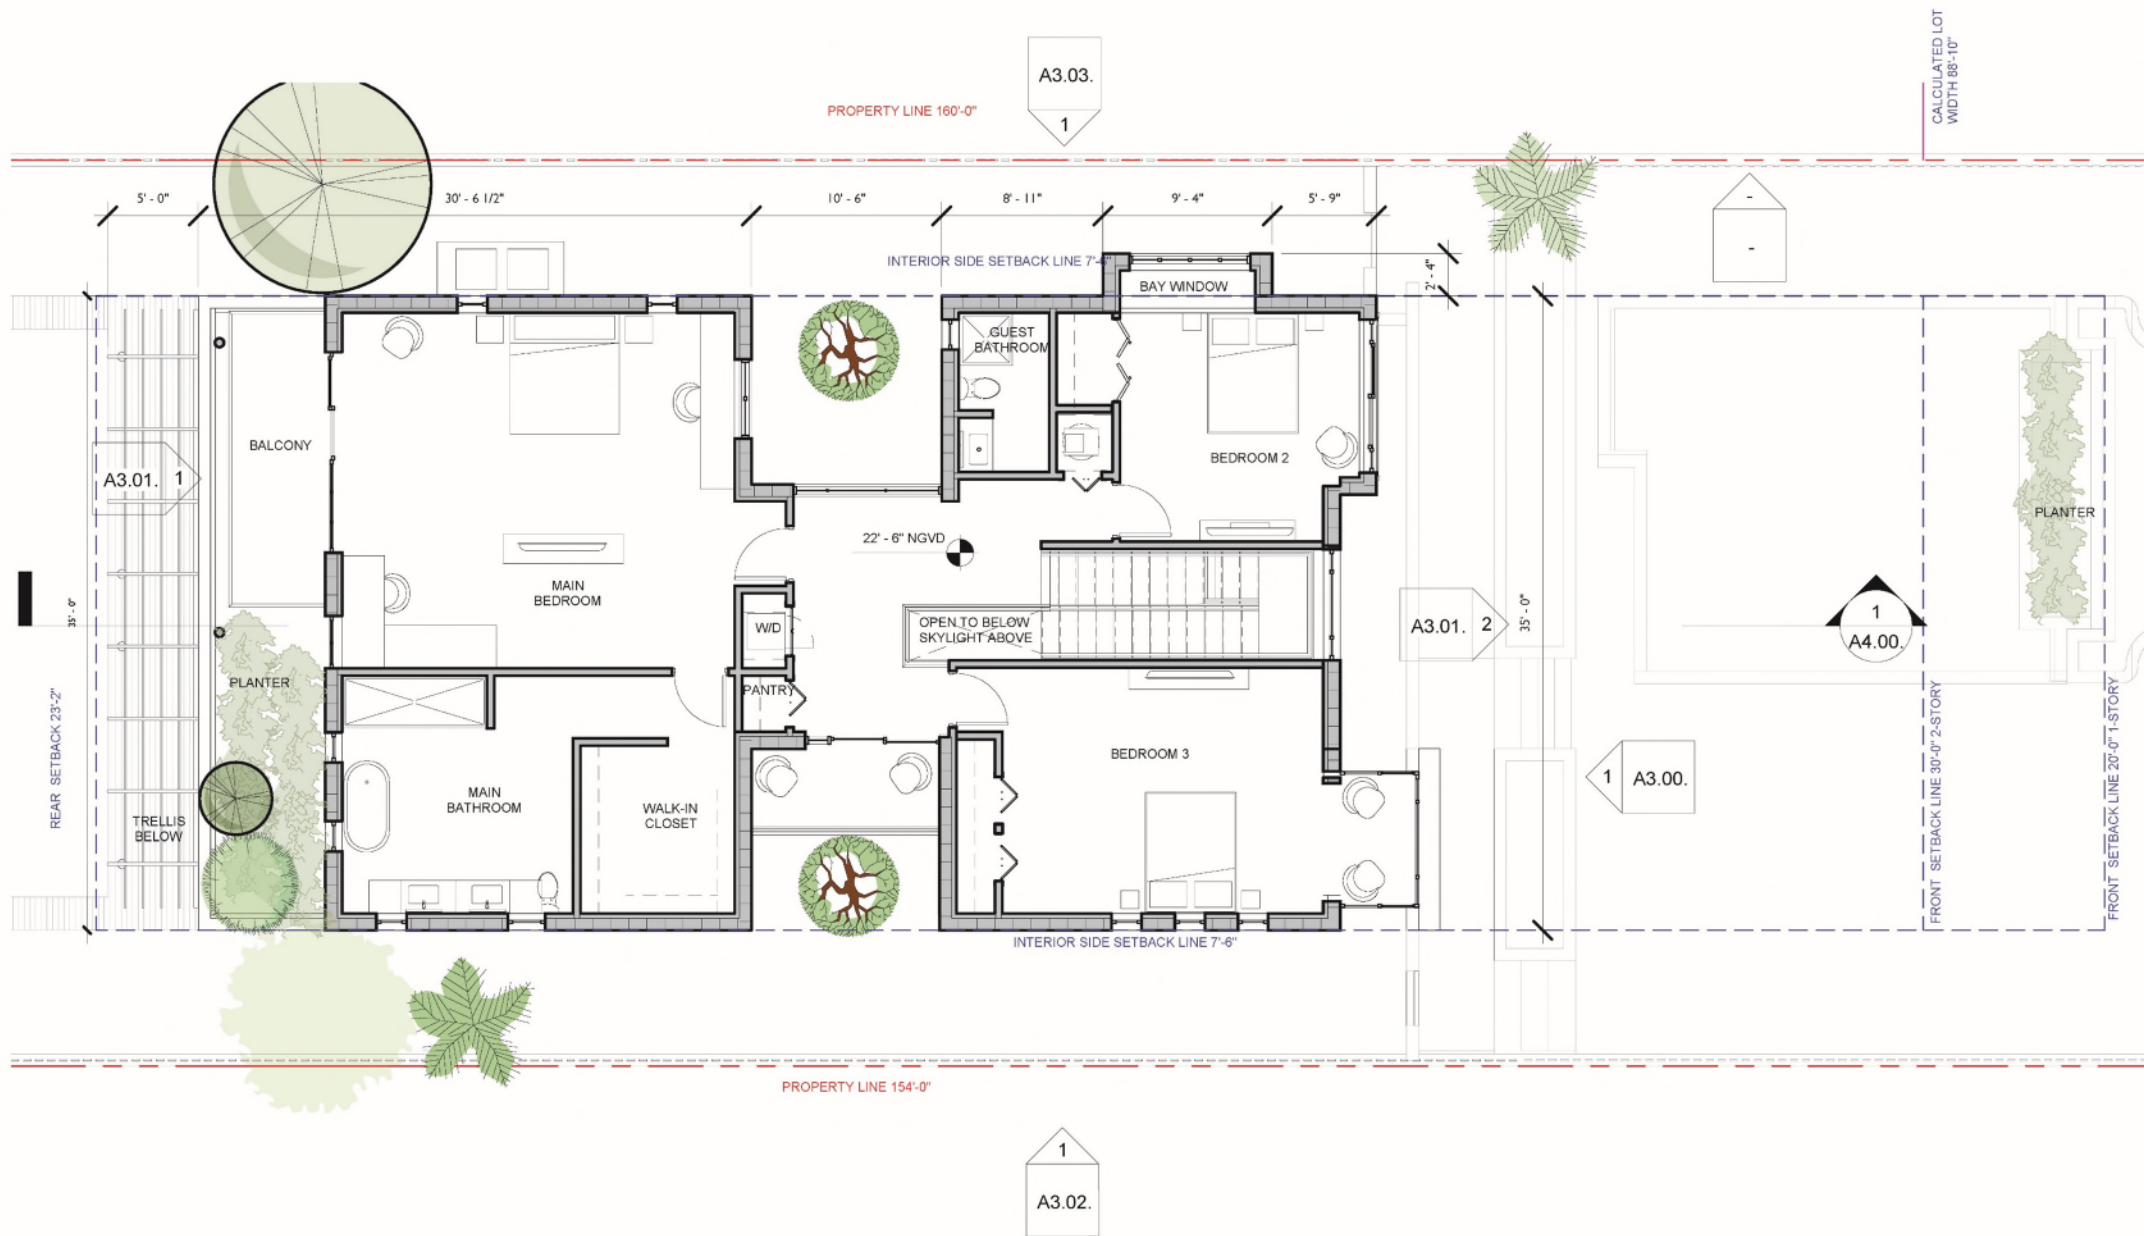 CALCULATED LOT
WIDTH 88'-10"
A3.03.
1
PROPERTY LINE 160'-0"
5' - 0"
30' - 6 1/2"
10' - 6"
8' - 11"
9' - 4"
5' - 9"
-
-
INTERIOR SIDE SETBACK LINE 7'-6"
2' - 4"
BAY WINDOW
GUEST
BATHROOM
BALCONY
BEDROOM 2
A3.01. 1
PLANTER
22' - 6" NGVD
MAIN
BEDROOM
35' - 0"
W/D
OPEN TO BELOW
SKYLIGHT ABOVE
A3.01. 2
35' - 0"
1
A4.00.
PLANTER
PANTRY
REAR SETBACK 23'-2"
BEDROOM 3
1 A3.00.
FRONT SETBACK LINE 30'-0" 2-STORY
FRONT SETBACK LINE 20'-0" 1-STORY
MAIN
BATHROOM
WALK-IN
CLOSET
TRELLIS
BELOW
INTERIOR SIDE SETBACK LINE 7'-6"
PROPERTY LINE 154'-0"
1
A3.02.